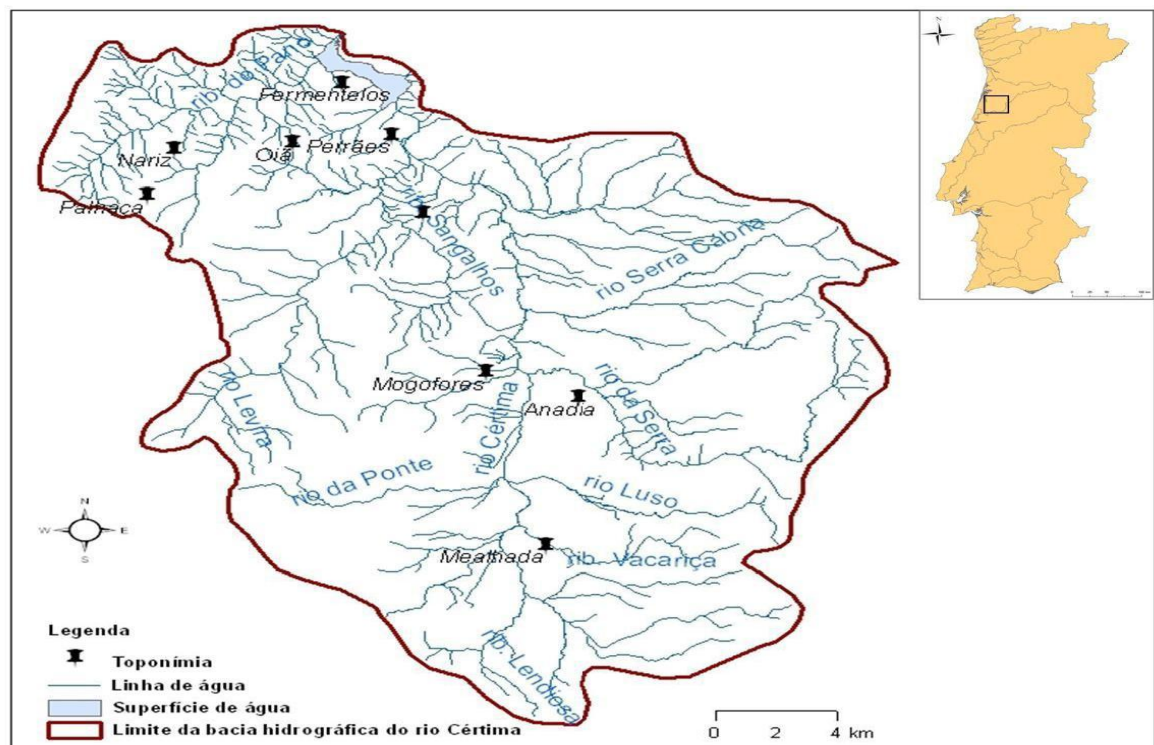 N
rib. de Pano
Fermentelos
Nariz
Oiã
Perrães
Palhaça
rib. Sangalhos
rio Serra Cabria
Mogofores
Anadia
rio Levira
rio Cértima
rio da Serra
rio da Ponte
rio Luso
Mealhada
rib. Vacariça
rib. Lendiosa
N
W
E
S
Legenda
Toponímia
Linha de água
Superfície de água
Limite da bacia hidrográfica do rio Cértima
0 2 4 km